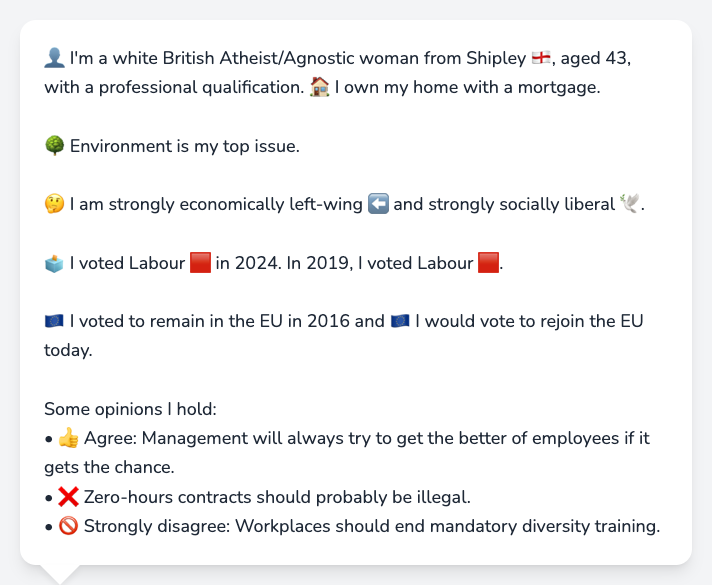 👤 I'm a white British Atheist/Agnostic woman from Shipley 🏴󠁧󠁢󠁥󠁮󠁧󠁿, aged 43,
with a professional qualification. 🏠 I own my home with a mortgage.
🌳 Environment is my top issue.
🤔 I am strongly economically left-wing ⬅️ and strongly socially liberal 🕊️.
🗳️ I voted Labour 🟥 in 2024. In 2019, I voted Labour 🟥.
🇪🇺 I voted to remain in the EU in 2016 and 🇪🇺 I would vote to rejoin the EU
today.
Some opinions I hold:
• 👍 Agree: Management will always try to get the better of employees if it
gets the chance.
• ❌ Zero-hours contracts should probably be illegal.
• 🚫 Strongly disagree: Workplaces should end mandatory diversity training.